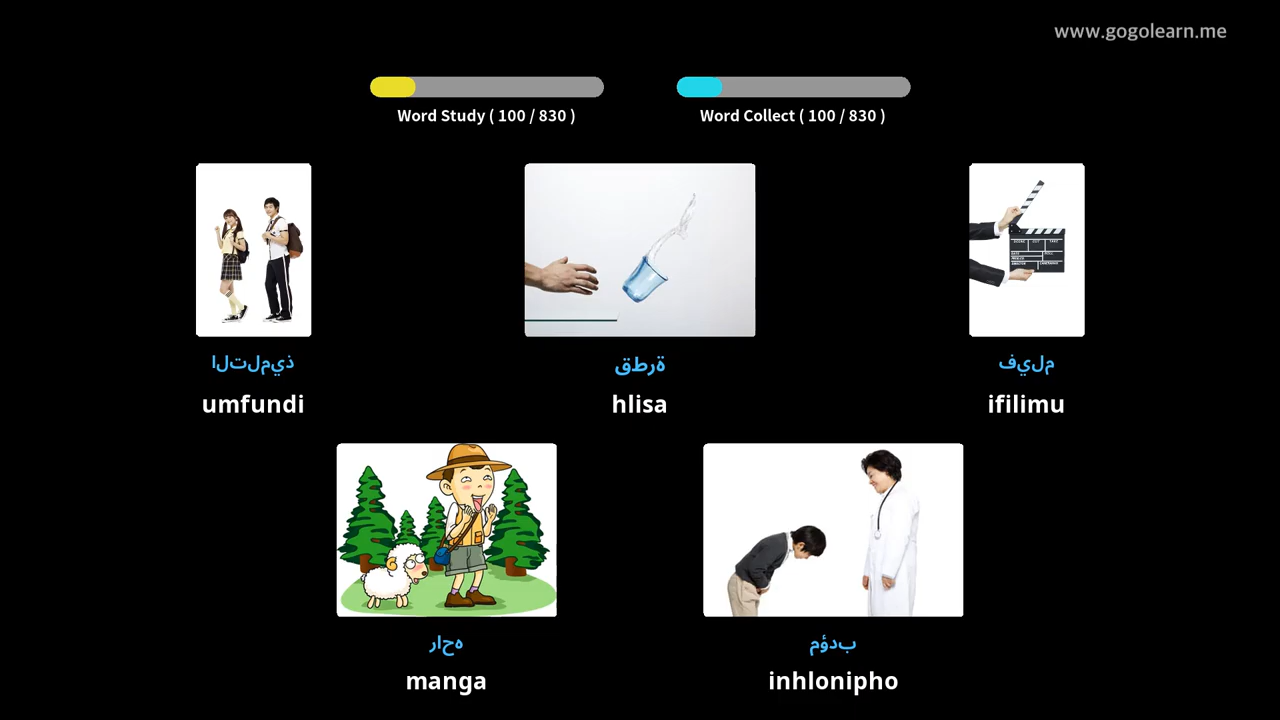 www.gogolearn.me
Word Study ( 100 / 830 )
Word Collect ( 100 / 830 )
التلميذ
umfundi
قطرة
hlisa
فيلم
ifilimu
راحه
manga
مؤدب
inhlonipho